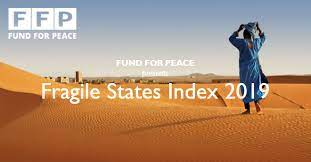 FFP
FUND FOR PEACE
FUND FOR PEACE
presents
Fragile States Index 2019